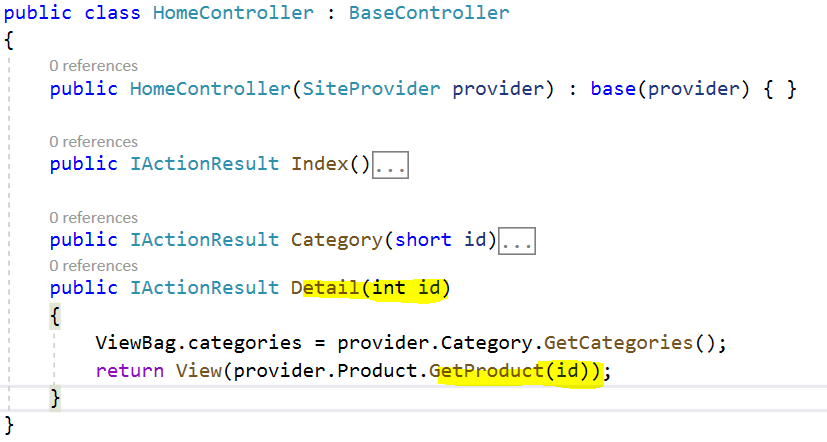 public class HomeController : BaseController
{
0 references
public HomeController(SiteProvider provider) : base(provider) { }
0 references
public IActionResult Index()...
0 references
public IActionResult Category(short id)...
0 references
public IActionResult Detail(int id)
{
ViewBag.categories = provider.Category.GetCategories();
return View(provider.Product.GetProduct(id));
}
}